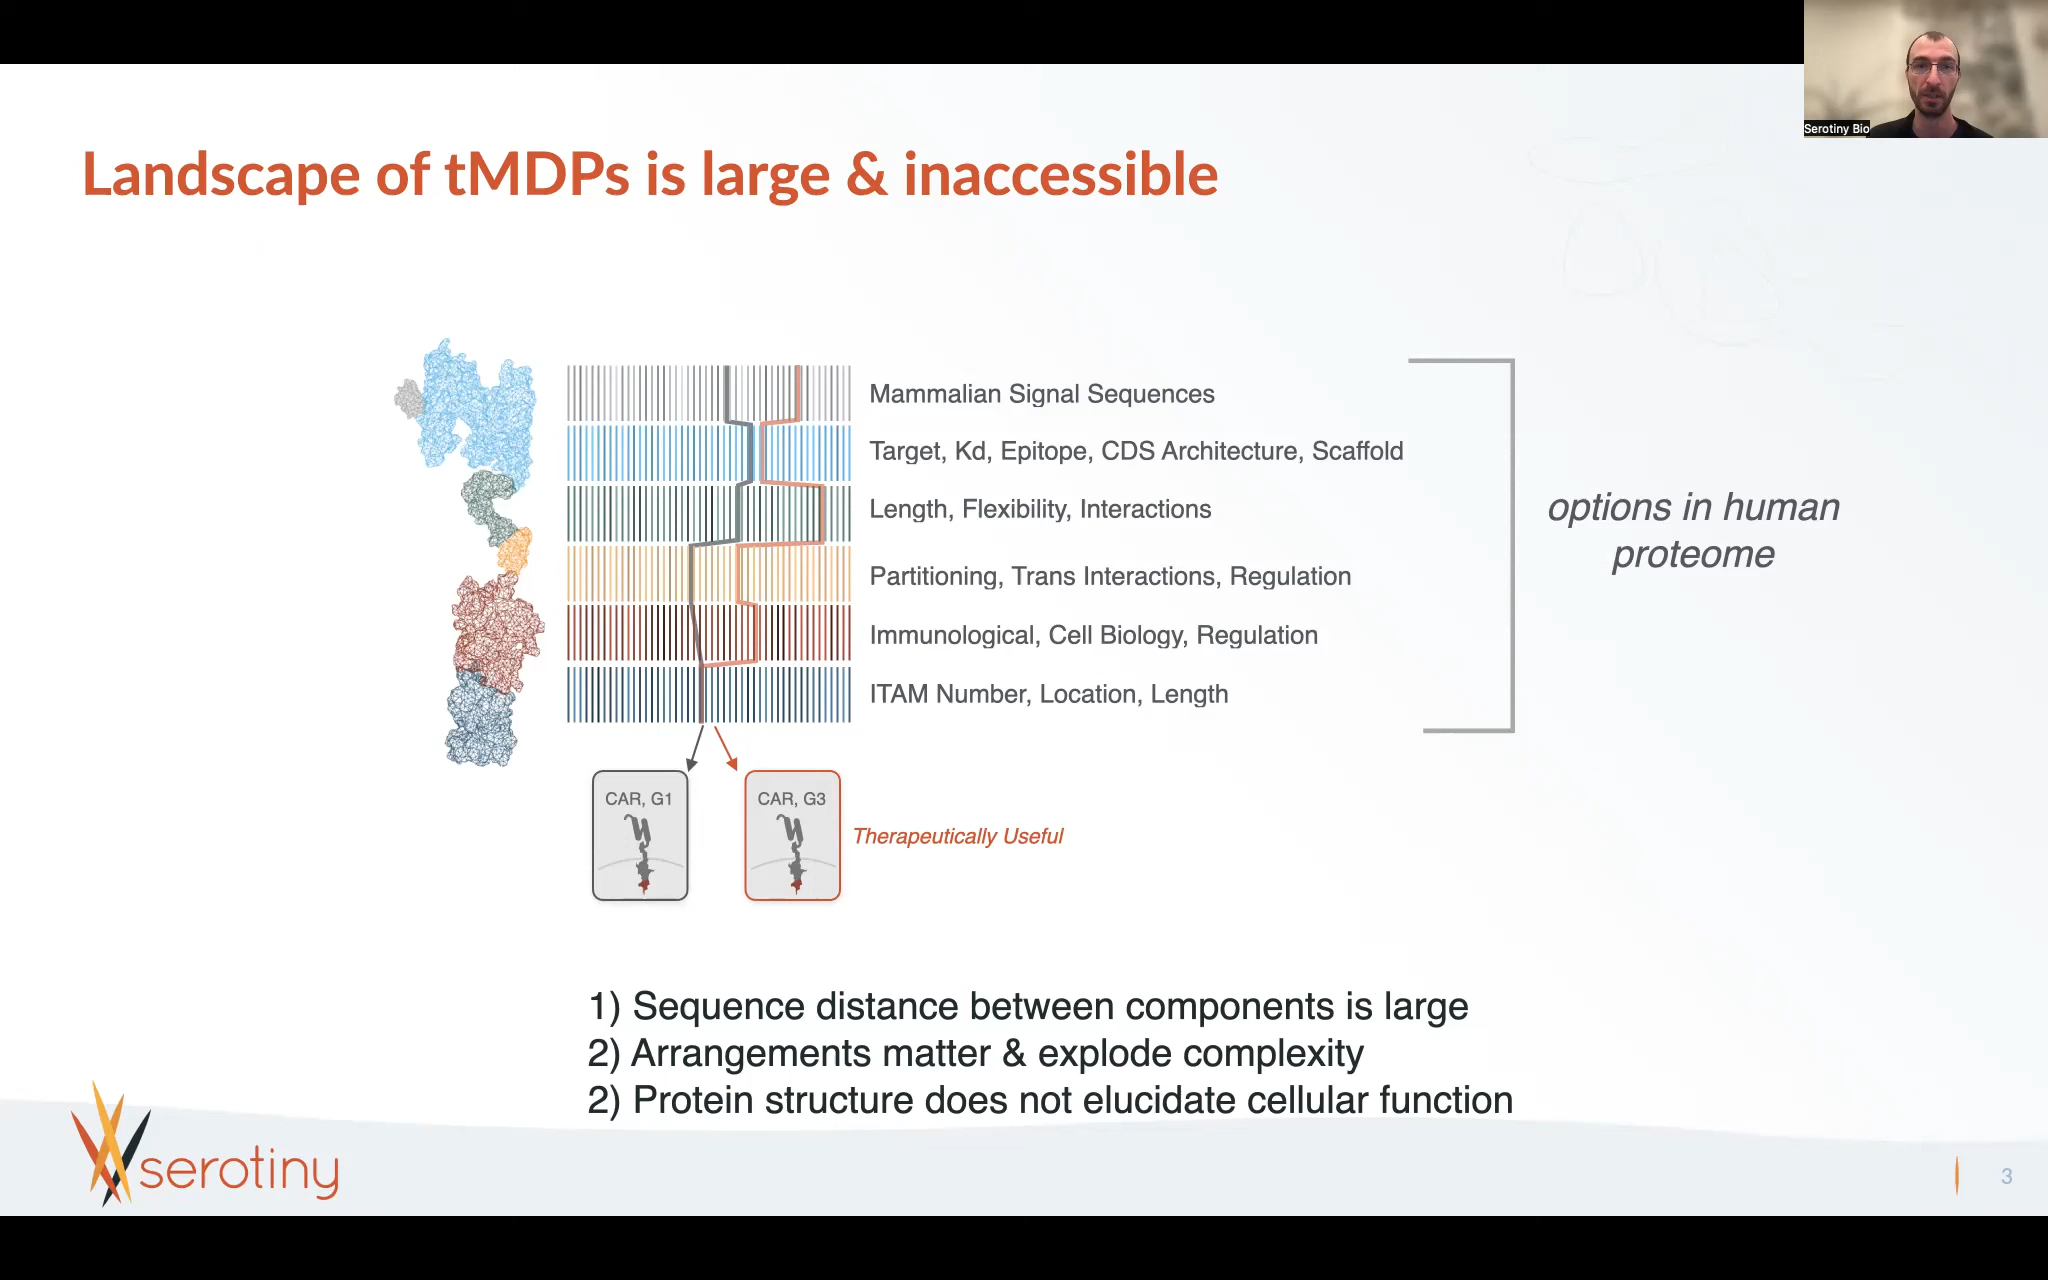 Serotiny Bio
Landscape of tMDPs is large & inaccessible
Mammalian Signal Sequences
Target, Kd, Epitope, CDS Architecture, Scaffold
Length, Flexibility, Interactions
Partitioning, Trans Interactions, Regulation
Immunological, Cell Biology, Regulation
ITAM Number, Location, Length
options in human
proteome
CAR, G1
CAR, G3
Therapeutically Useful
1) Sequence distance between components is large
2) Arrangements matter & explode complexity
2) Protein structure does not elucidate cellular function
serotiny
3